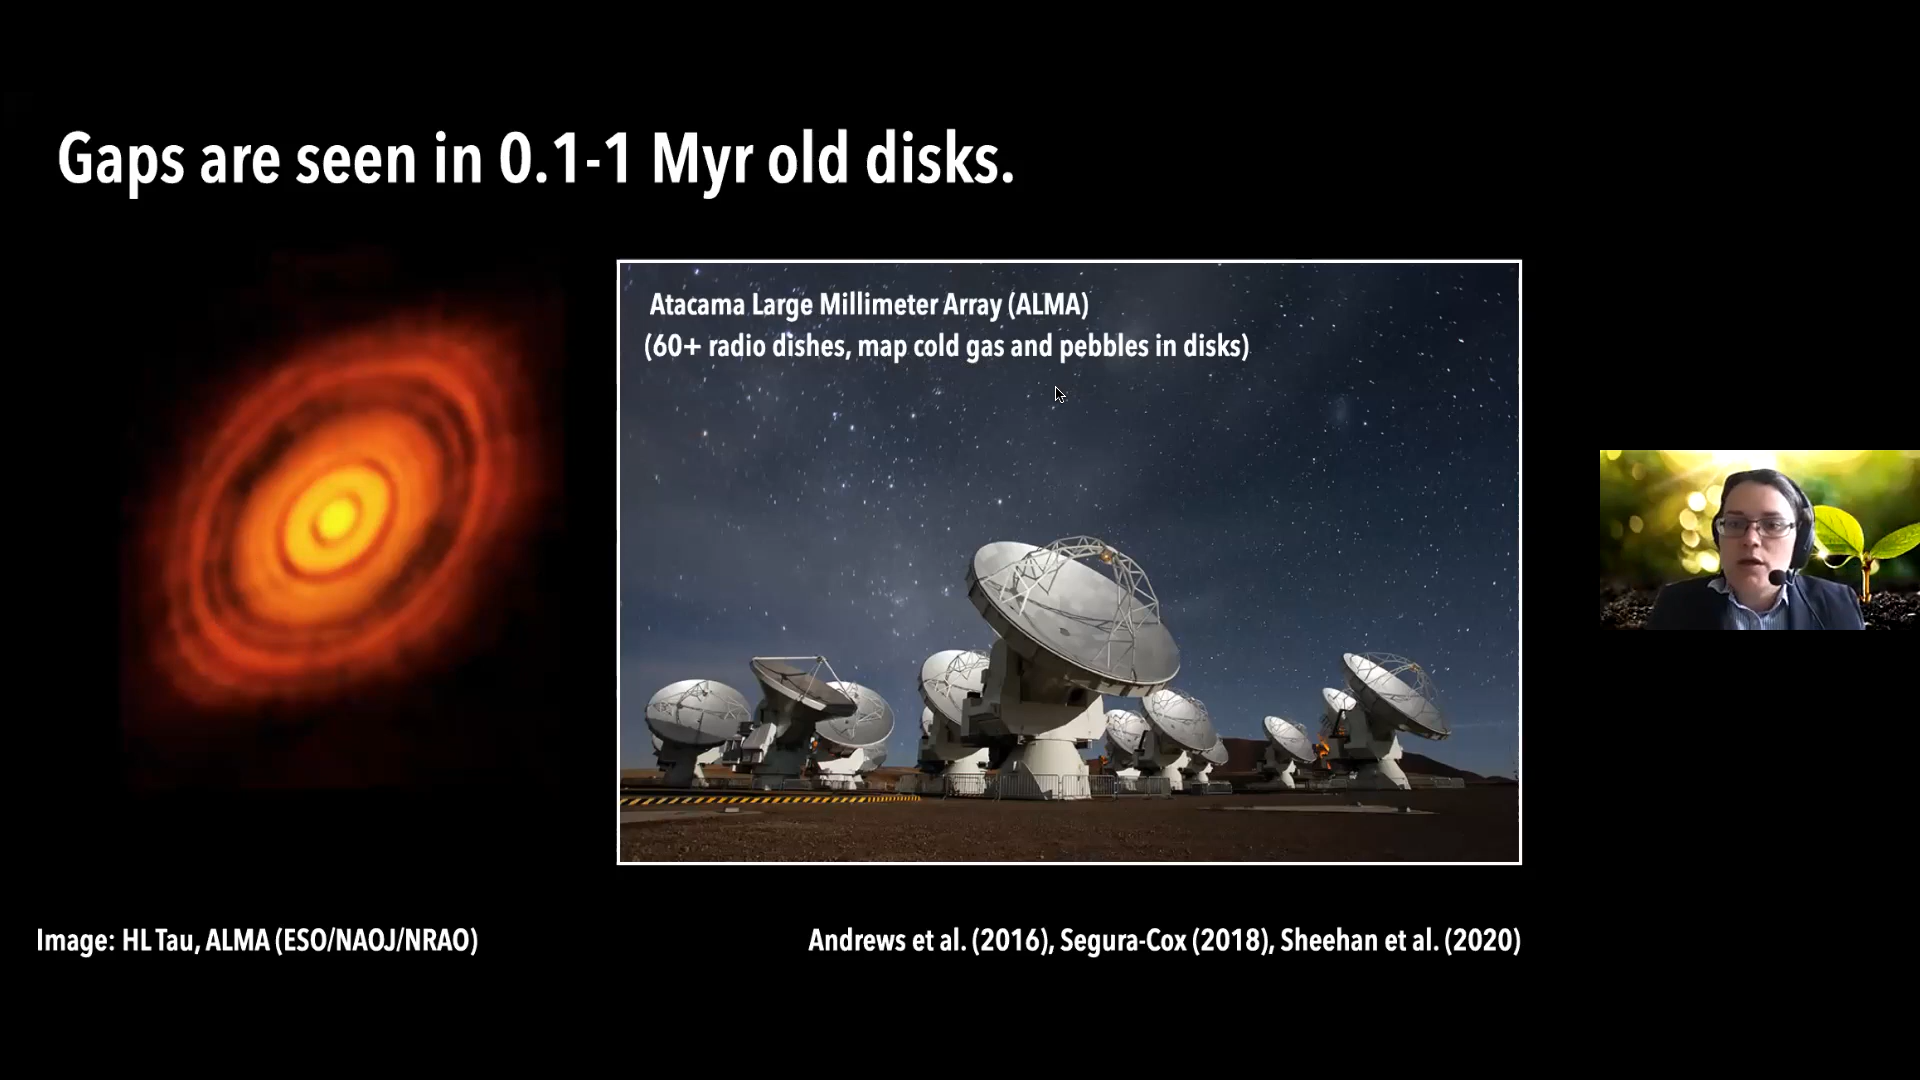 Gaps are seen in 0.1-1 Myr old disks.
Atacama Large Millimeter Array (ALMA)
(60+ radio dishes, map cold gas and pebbles in disks)
Image: HL Tau, ALMA (ESO/NAOJ/NRAO)
Andrews et al. (2016), Segura-Cox (2018), Sheehan et al. (2020)